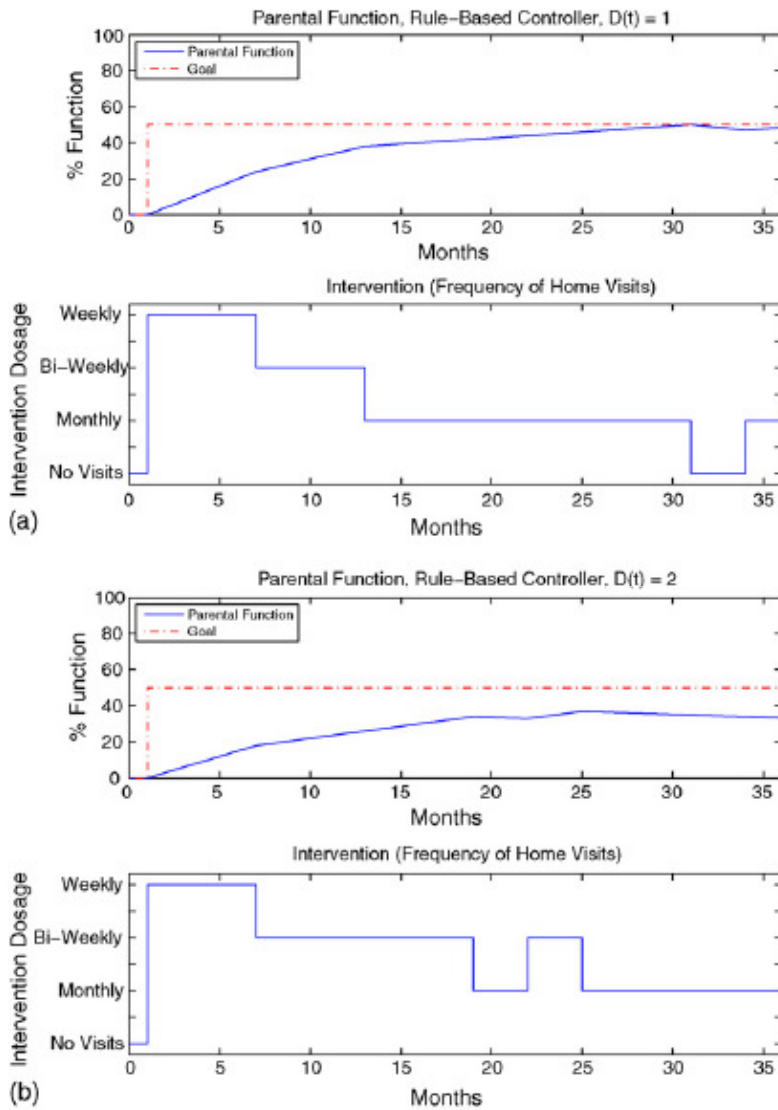 Parental Function, Rule-Based Controller, D(t) = 1
100
80
60
40
20
0
% Function
Parental Function
Goal
0 5 10 15 20 25 30 35
Months
Intervention (Frequency of Home Visits)
Intervention Dosage
Weekly
Bi-Weekly
Monthly
No Visits
0 5 10 15 20 25 30 35
Months
(a)
Parental Function, Rule-Based Controller, D(t) = 2
100
80
60
40
20
0
% Function
Parental Function
Goal
0 5 10 15 20 25 30 35
Months
Intervention (Frequency of Home Visits)
Intervention Dosage
Weekly
Bi-Weekly
Monthly
No Visits
0 5 10 15 20 25 30 35
Months
(b)